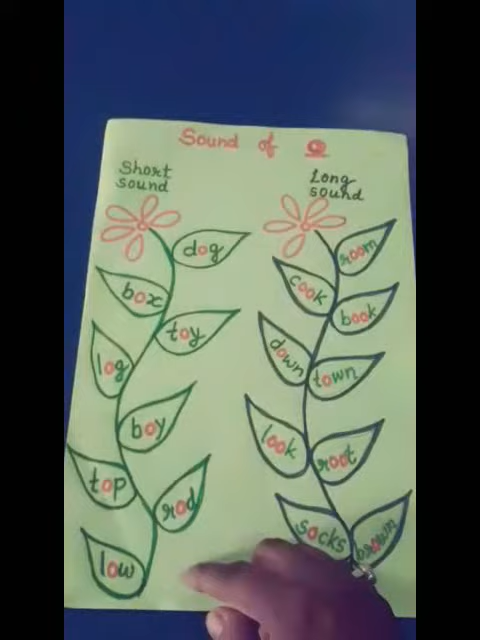 Sound of O
Short sound
dog
box
toy
log
boy
top
rod
low
Long sound
room
cook
book
down
town
look
root
socks
brown